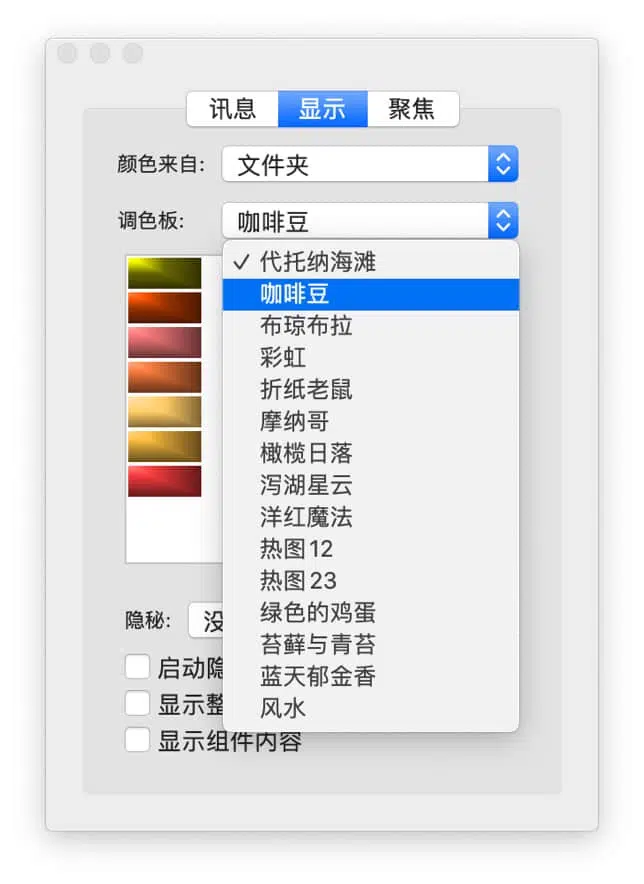 讯息 显示 聚焦
颜色来自: 文件夹
调色板: 咖啡豆
代托纳海滩
咖啡豆
布琼布拉
彩虹
折纸老鼠
摩纳哥
橄榄日落
泻湖星云
洋红魔法
热图12
热图23
绿色的鸡蛋
苔藓与青苔
蓝天郁金香
风水
隐秘: 没
启动隐
显示整
显示组件内容